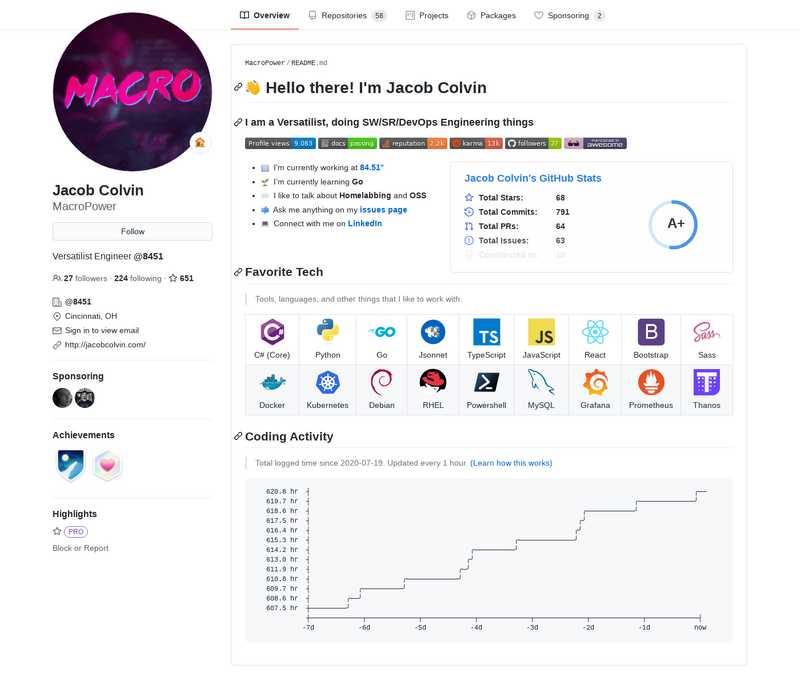 Overview
Repositories 58
Projects
Packages
Sponsoring 2
MACRO
Jacob Colvin
MacroPower
Follow
Versatilist Engineer @8451
27 followers · 224 following · 651
@8451
Cincinnati, OH
Sign in to view email
http://jacobcolvin.com/
Sponsoring
Achievements
Highlights
PRO
Block or Report
MacroPower / README.md
👋 Hello there! I'm Jacob Colvin
I am a Versatilist, doing SW/SR/DevOps Engineering things
Profile views 9,083
docs passing
reputation 2.2k
karma 13k
followers 27
awesome
I'm currently working at 84.51°
I'm currently learning Go
I like to talk about Homelabbing and OSS
Ask me anything on my issues page
Connect with me on LinkedIn
Jacob Colvin's GitHub Stats
Total Stars: 68
Total Commits: 791
Total PRs: 64
Total Issues: 63
A+
Favorite Tech
Tools, languages, and other things that I like to work with.
C# (Core)
Python
GO
Go
Jsonnet
TS
TypeScript
JS
JavaScript
React
B
Bootstrap
Sass
Sass
Docker
Kubernetes
Debian
RHEL
Powershell
MySQL
Grafana
Prometheus
T
Thanos
Coding Activity
Total logged time since 2020-07-19. Updated every 1 hour. (Learn how this works)
620.8 hr
619.7 hr
618.6 hr
617.5 hr
616.4 hr
615.3 hr
614.2 hr
613.0 hr
611.9 hr
610.8 hr
609.7 hr
608.6 hr
607.5 hr
-7d -6d -5d -4d -3d -2d -1d now